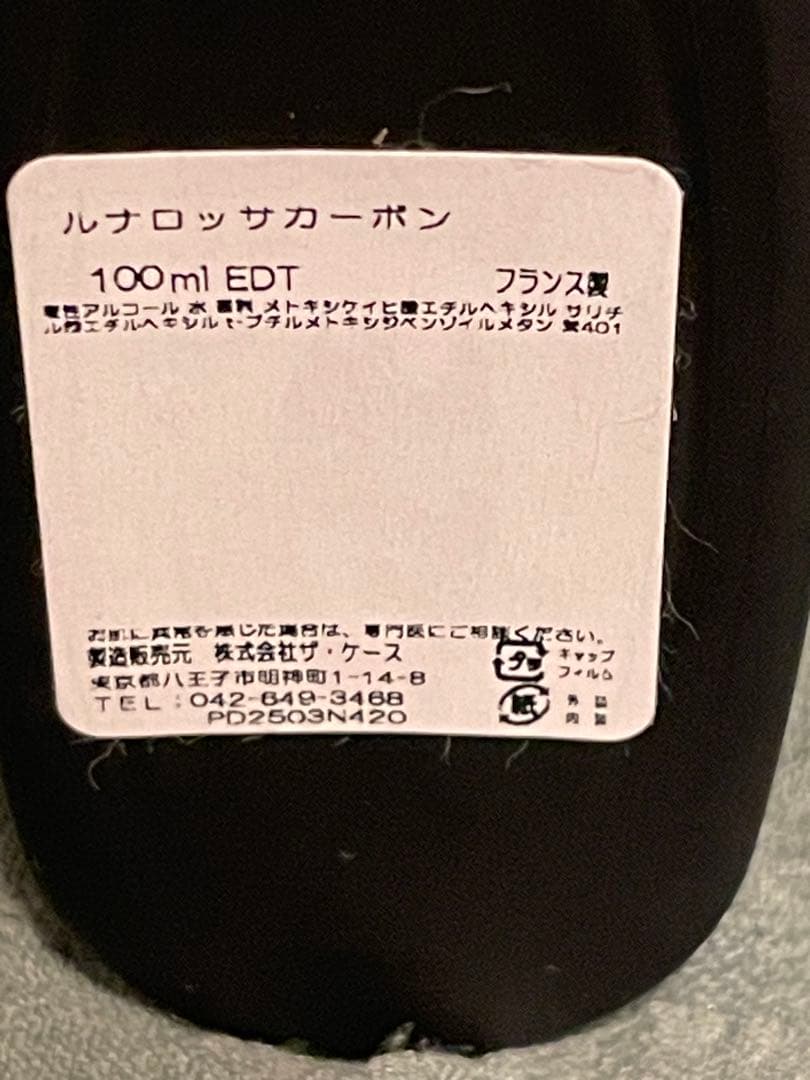 ルナロッサカーボン
100ml EDT フランス製
変性アルコール 水 香料 メトキシケイヒ酸エチルヘキシル サリチ
ル酸エチルヘキシル t-ブチルメトキシジベンゾイルメタン 紫401
お肌に異常を感じた場合は、専門医にご相談ください。
製造販売元 株式会社ザ・ケース
東京都八王子市明神町1-14-8
TEL:042-649-3468
PD2503N420
プラ キャップ
フィルム
紙 外箱
内箱